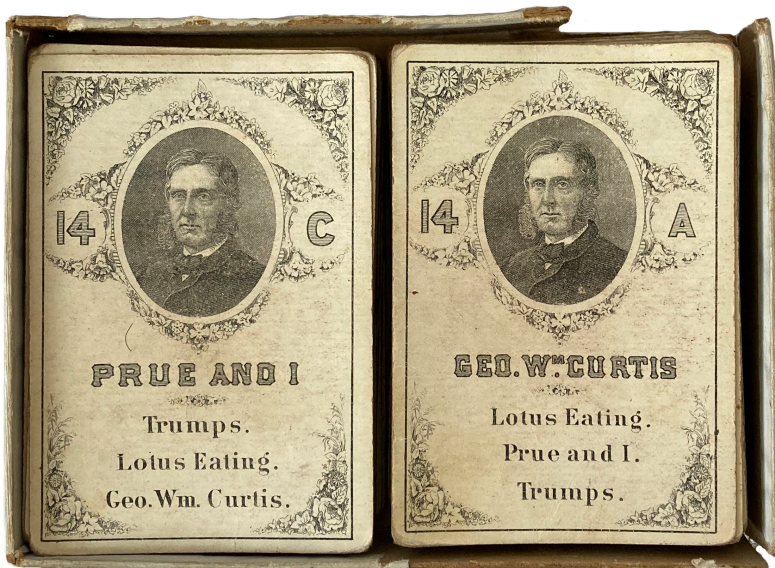 14 C
PRUE AND I
Trumps.
Lotus Eating.
Geo. Wm. Curtis.
14 A
GEO. WM. CURTIS
Lotus Eating.
Prue and I.
Trumps.